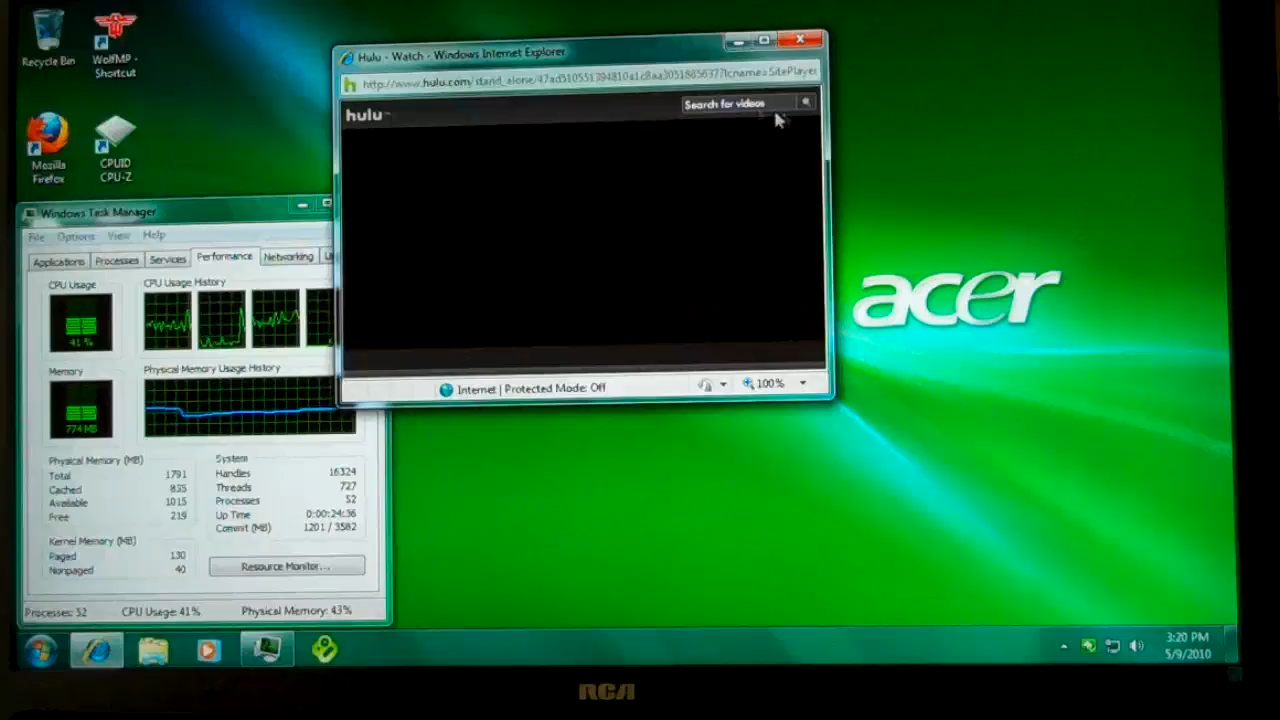 Recycle Bin
WolfMP -
Shortcut
Mozilla
Firefox
CPUID
CPU-Z
Hulu - Watch - Windows Internet Explorer
hulu
Search for videos
Internet | Protected Mode: Off
100%
Windows Task Manager
File Options View Help
Applications Processes Services Performance Networking
CPU Usage
CPU Usage History
41 %
Memory
Physical Memory Usage History
774 MB
Physical Memory (MB)
Total 1791
Cached 835
Available 1015
Free 219
Kernel Memory (MB)
Paged 130
Nonpaged 40
System
Handles 16324
Threads 727
Processes 52
Up Time 0:00:24:36
Commit (MB) 1201 / 3582
Resource Monitor...
Processes: 52 CPU Usage: 41% Physical Memory: 43%
acer
3:20 PM
5/9/2010
RCA